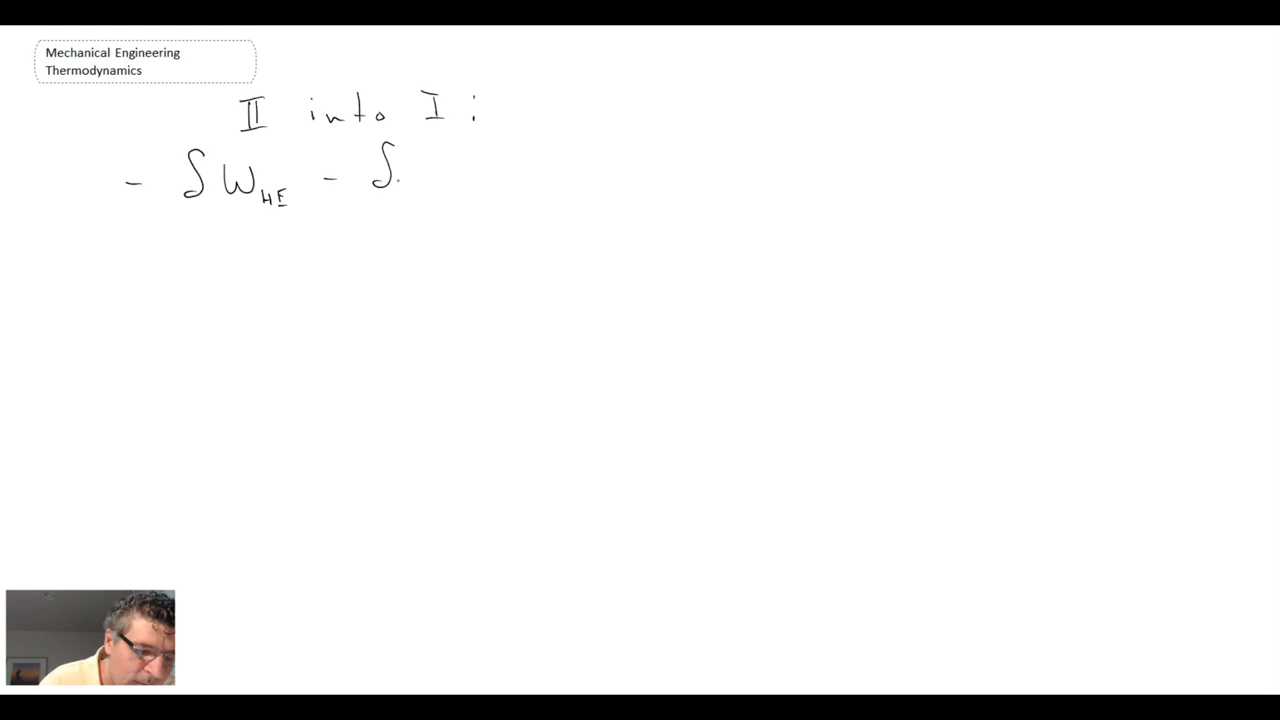 Mechanical Engineering
Thermodynamics
II into I :
- δW_HE - δ